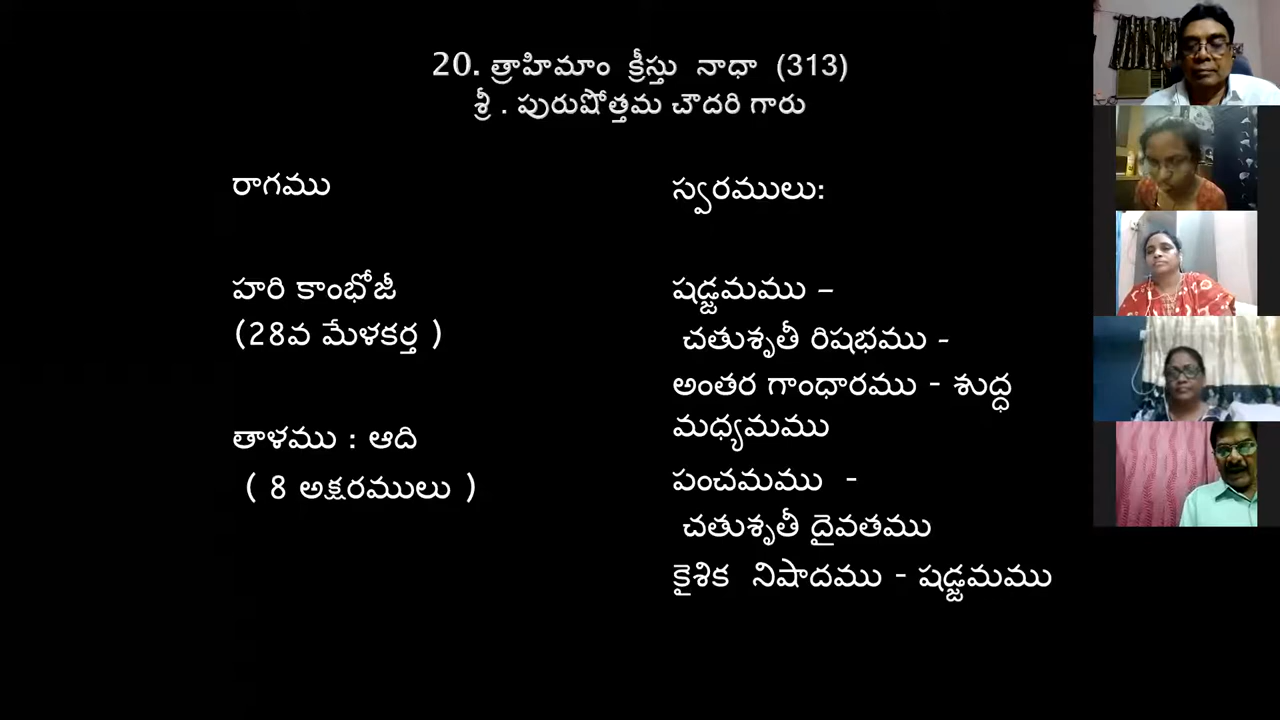 20. త్రాహిమాం క్రీస్తు నాధా (313)
శ్రీ . పురుషోత్తమ చౌదరి గారు
రాగము
హరి కాంభోజీ
(28వ మేళకర్త )
తాళము : ఆది
( 8 అక్షరములు )
స్వరములు:
షడ్జమము –
చతుశృతీ రిషభము -
అంతర గాంధారము - శుద్ధ
మధ్యమము
పంచమము -
చతుశృతీ దైవతము
కైశిక నిషాదము - షడ్జమము